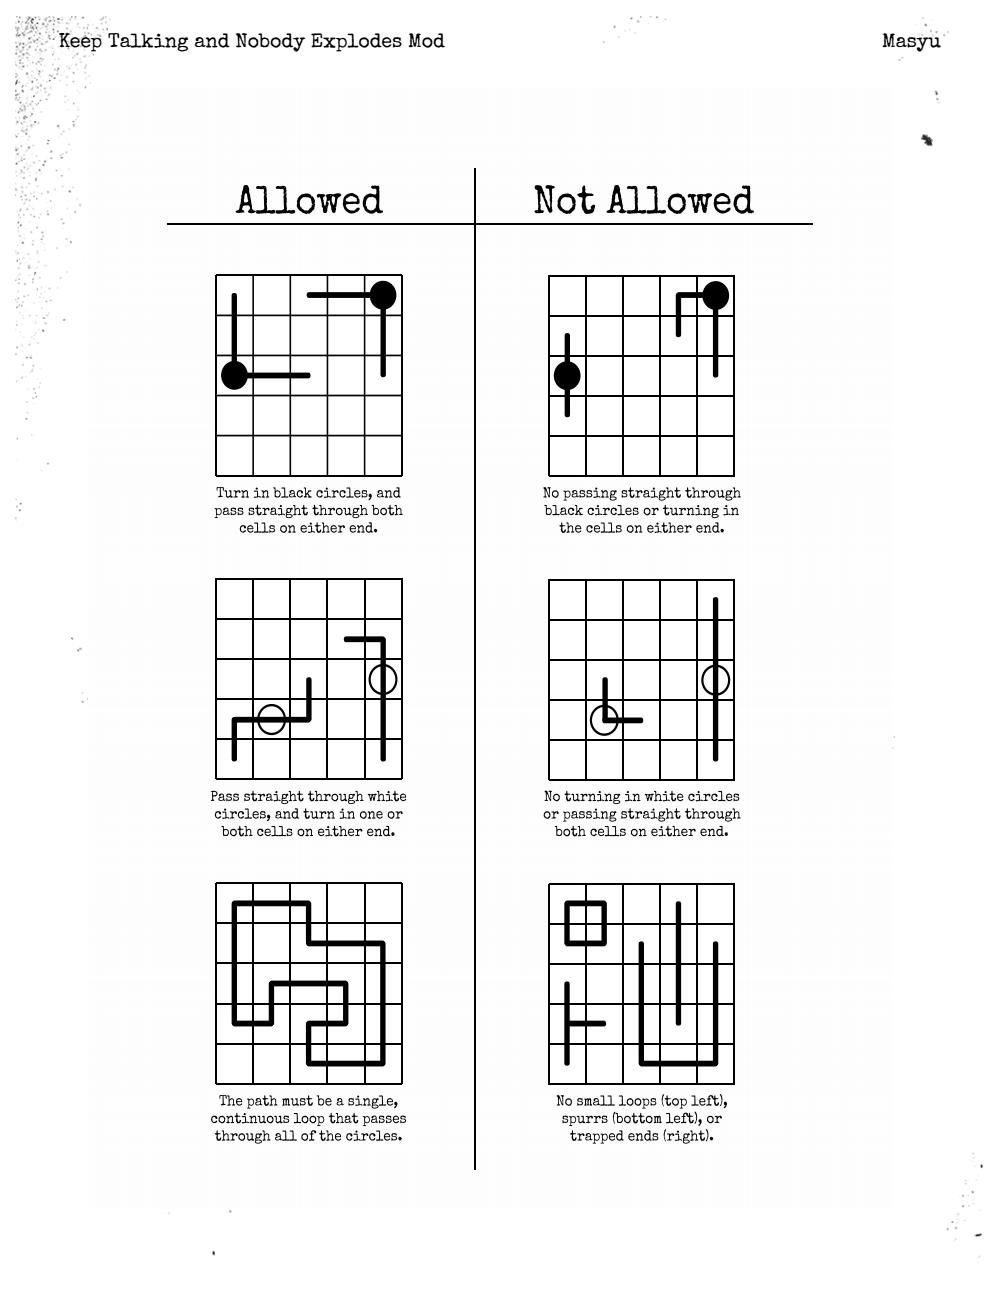 Keep Talking and Nobody Explodes Mod
Masyu
Allowed
Not Allowed
Turn in black circles, and
pass straight through both
cells on either end.
No passing straight through
black circles or turning in
the cells on either end.
Pass straight through white
circles, and turn in one or
both cells on either end.
No turning in white circles
or passing straight through
both cells on either end.
The path must be a single,
continuous loop that passes
through all of the circles.
No small loops (top left),
spurrs (bottom left), or
trapped ends (right).